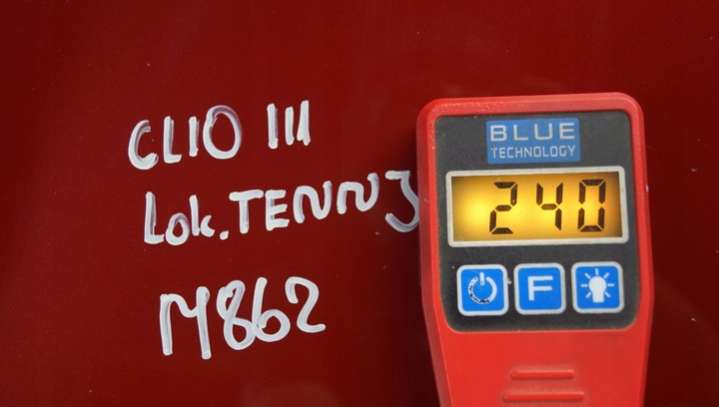 CLIO III
Lok. TENNJ
M862
BLUE
TECHNOLOGY
240
F